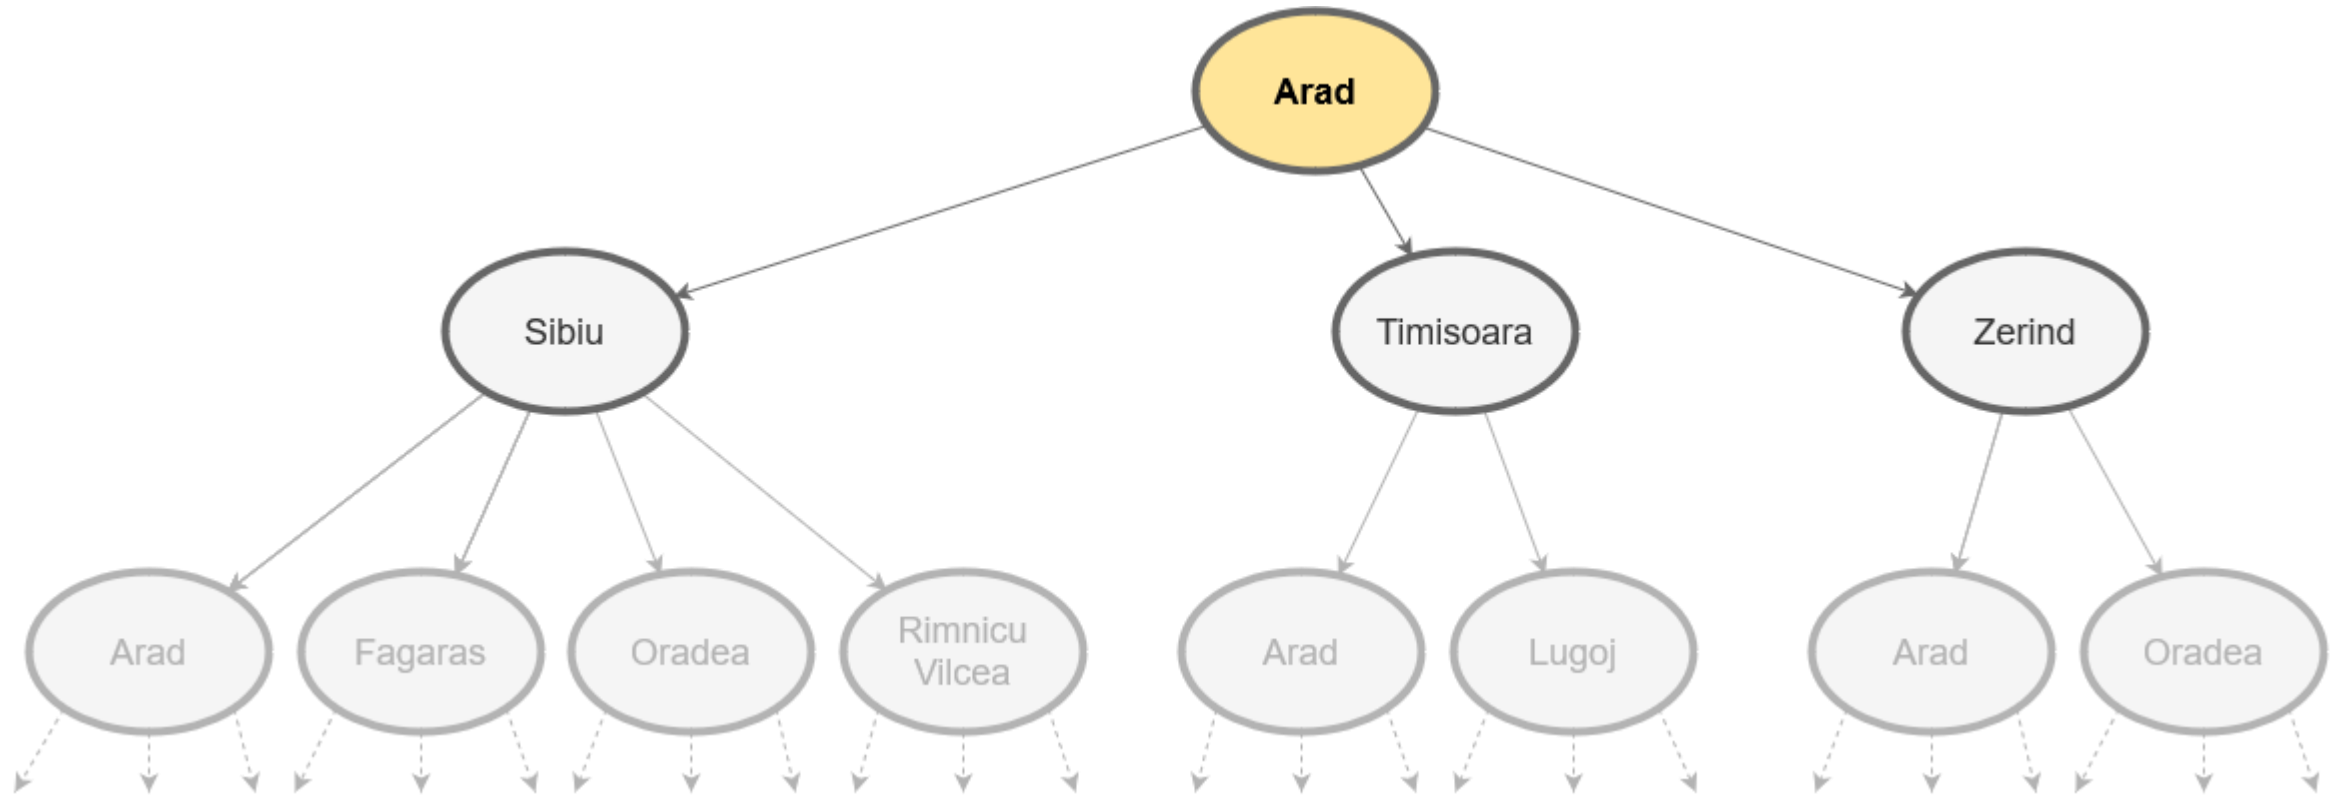 Arad
Sibiu
Timisoara
Zerind
Arad
Fagaras
Oradea
Rimnicu
Vilcea
Arad
Lugoj
Arad
Oradea